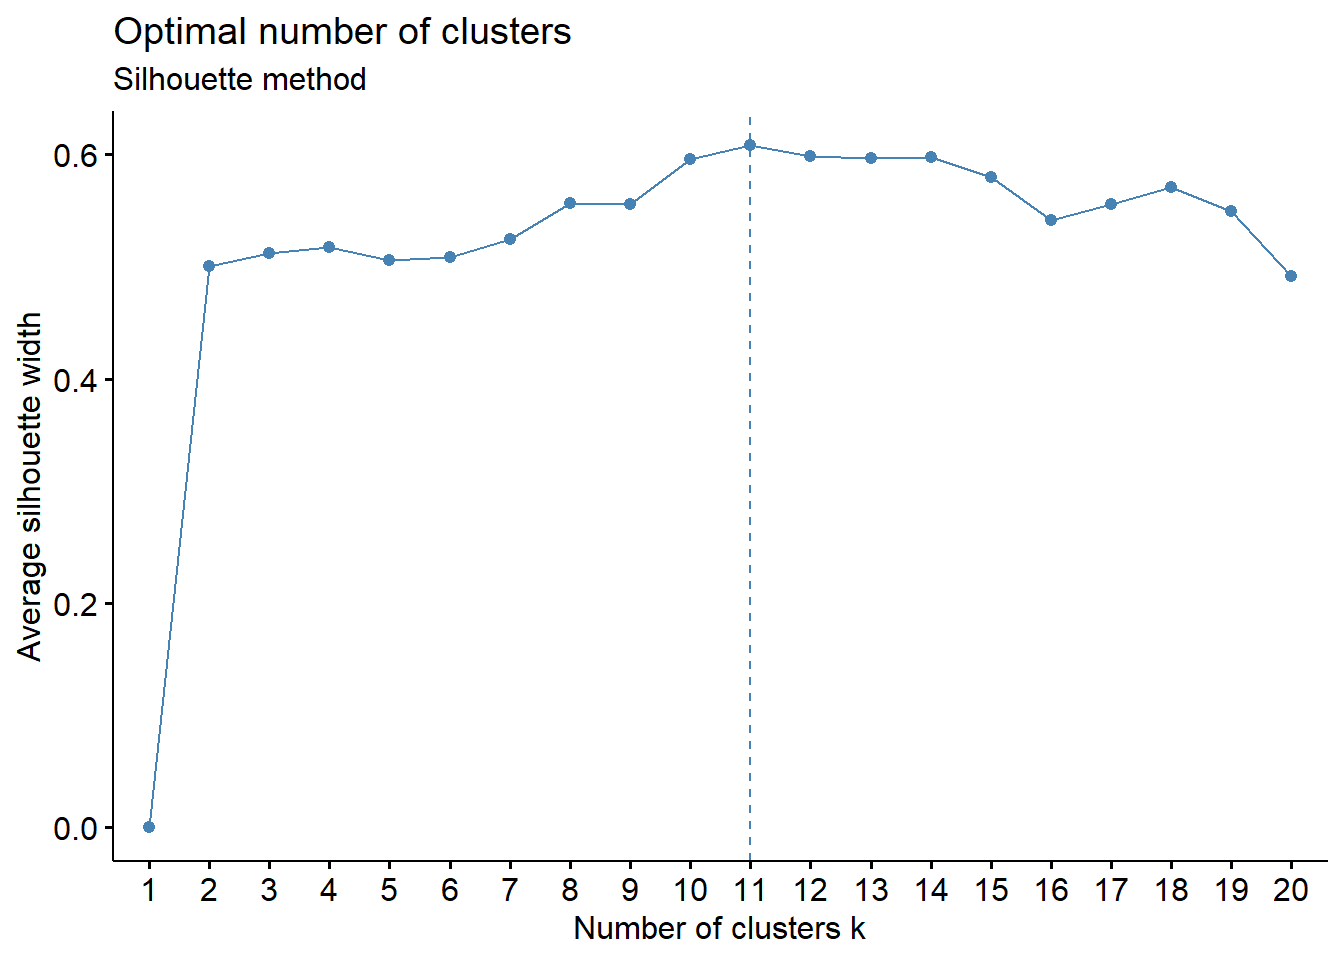 Optimal number of clusters
Silhouette method
Average silhouette width
0.6
0.4
0.2
0.0
1 2 3 4 5 6 7 8 9 10 11 12 13 14 15 16 17 18 19 20
Number of clusters k